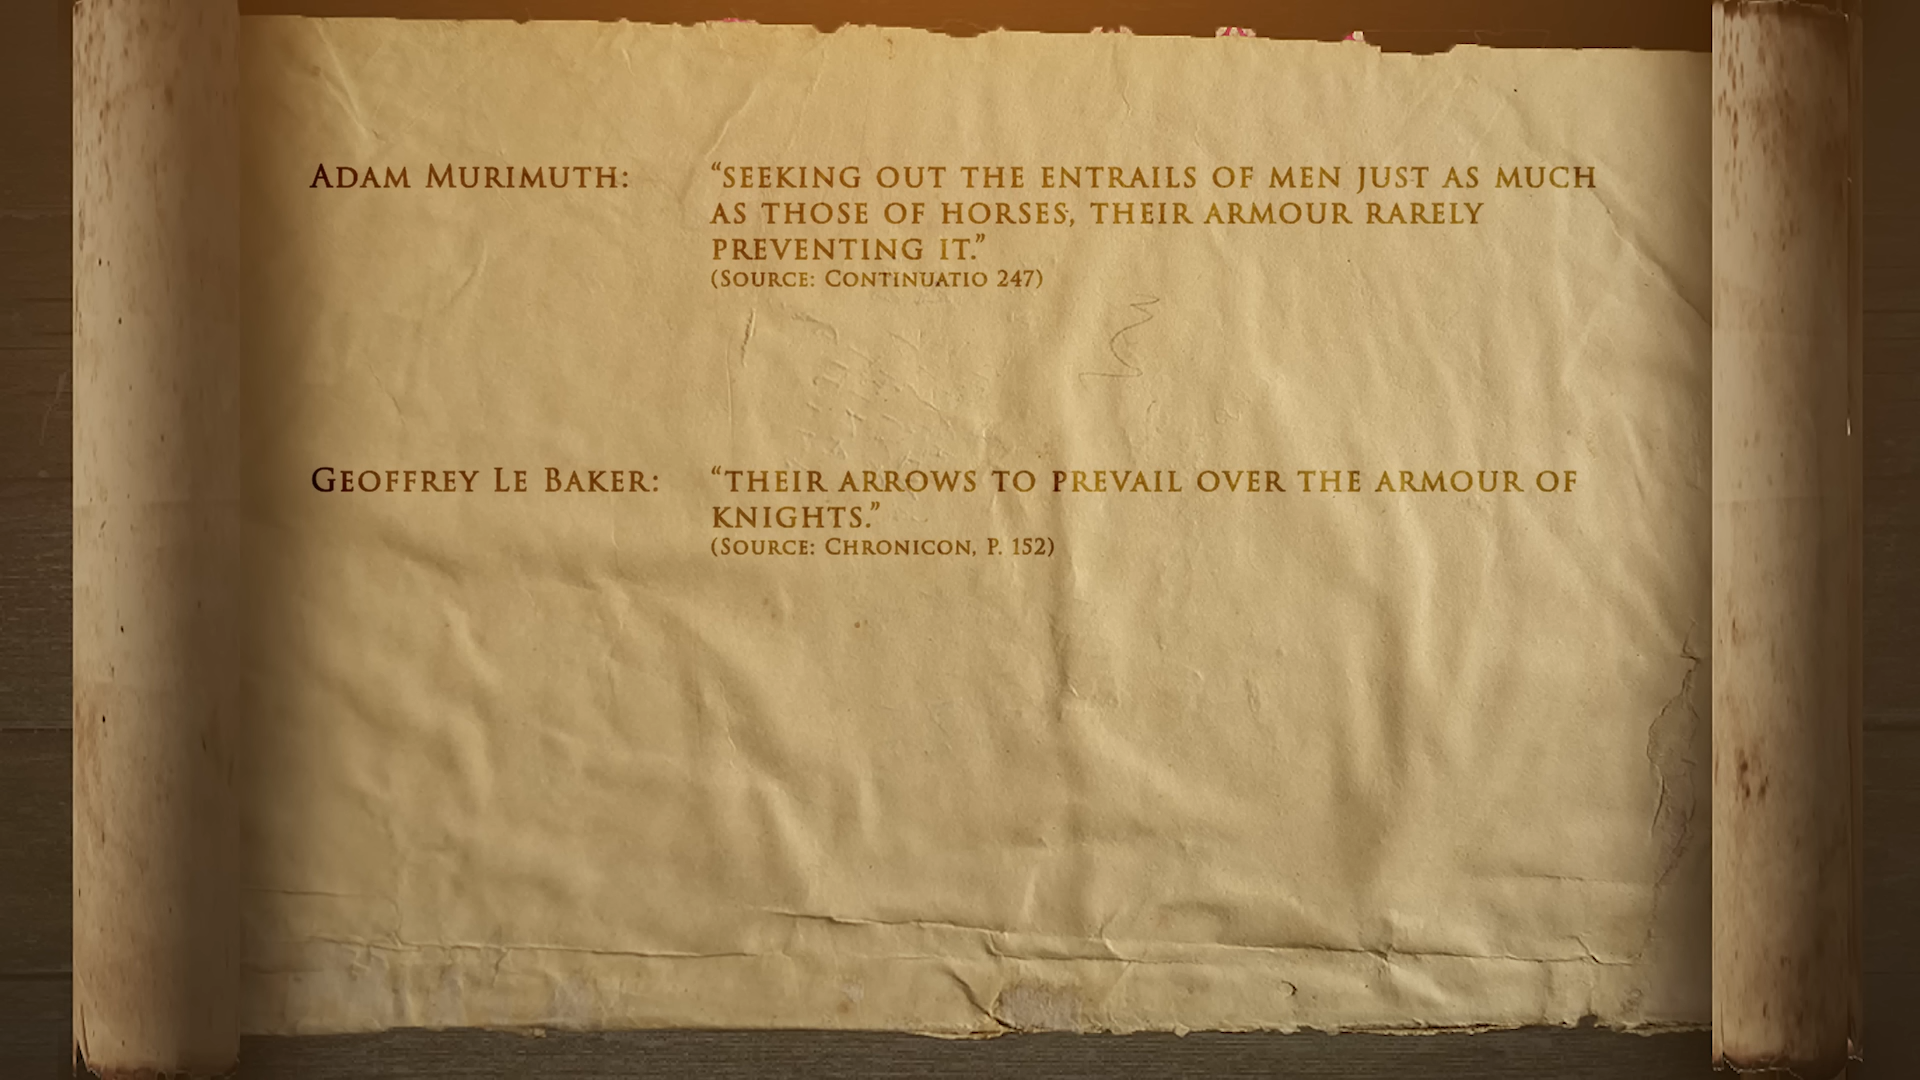 Adam Murimuth:
“seeking out the entrails of men just as much
as those of horses, their armour rarely
preventing it.”
(Source: Continuatio 247)
Geoffrey Le Baker:
“their arrows to prevail over the armour of
knights.”
(Source: Chronicon, p. 152)